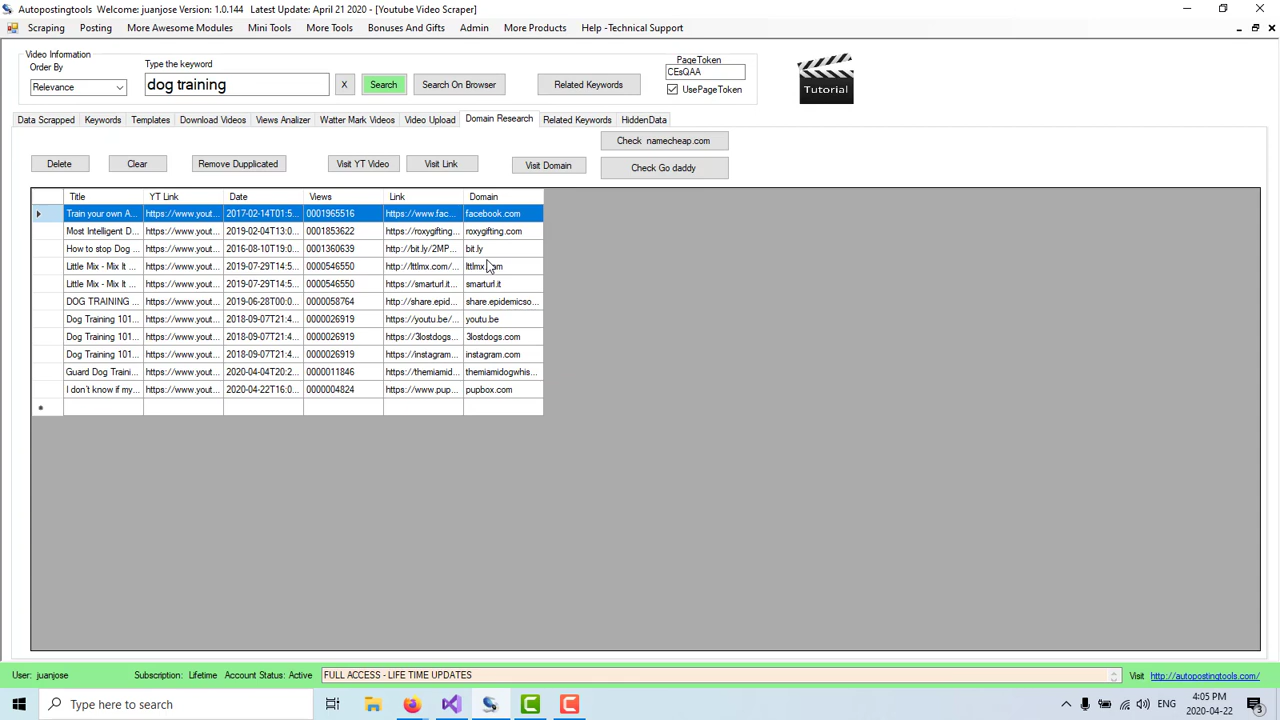 Autopostingtools  Welcome: juanjose Version: 1.0.144    Latest Update: April 21 2020 - [Youtube Video Scraper]
Scraping Posting More Awesome Modules Mini Tools More Tools Bonuses And Gifts Admin More Products Help -Technical Support
Video Information
Order By
Relevance
Type the keyword
dog training
X
Search
Search On Browser
Related Keywords
PageToken
CEsQAA
UsePageToken
Tutorial
Data Scrapped Keywords Templates Download Videos Views Analizer Watter Mark Videos Video Upload Domain Research Related Keywords HiddenData
Delete Clear Remove Dupplicated Visit YT Video Visit Link Visit Domain
Check namecheap.com
Check Go daddy
Title YT Link Date Views Link Domain
Train your own A... https://www.yout... 2017-02-14T01:5... 0001965516 https://www.fac... facebook.com
Most Intelligent D... https://www.yout... 2019-02-04T13:0... 0001853622 https://roxygifting... roxygifting.com
How to stop Dog ... https://www.yout... 2016-08-10T19:0... 0001360639 http://bit.ly/2MP... bit.ly
Little Mix - Mix It ... https://www.yout... 2019-07-29T14:5... 0000546550 http://lttlmx.com/...
Little Mix - Mix It ... https://www.yout... 2019-07-29T14:5... 0000546550 https://smarturl.it... smarturl.it
DOG TRAINING ... https://www.yout... 2019-06-28T00:0... 0000058764 http://share.epid... share.epidemicso...
Dog Training 101... https://www.yout... 2018-09-07T21:4... 0000026919 https://youtu.be/... youtu.be
Dog Training 101... https://www.yout... 2018-09-07T21:4... 0000026919 https://3lostdogs... 3lostdogs.com
Dog Training 101... https://www.yout... 2018-09-07T21:4... 0000026919 https://instagram... instagram.com
Guard Dog Traini... https://www.yout... 2020-04-04T20:2... 0000011846 https://themiamid... themiamidogwhis...
I don't know if my... https://www.yout... 2020-04-22T16:0... 0000004824 https://www.pup... pupbox.com
User: juanjose Subscription: Lifetime Account Status: Active FULL ACCESS - LIFE TIME UPDATES Visit http://autopostingtools.com/
Type here to search
ENG
4:05 PM
2020-04-22
3